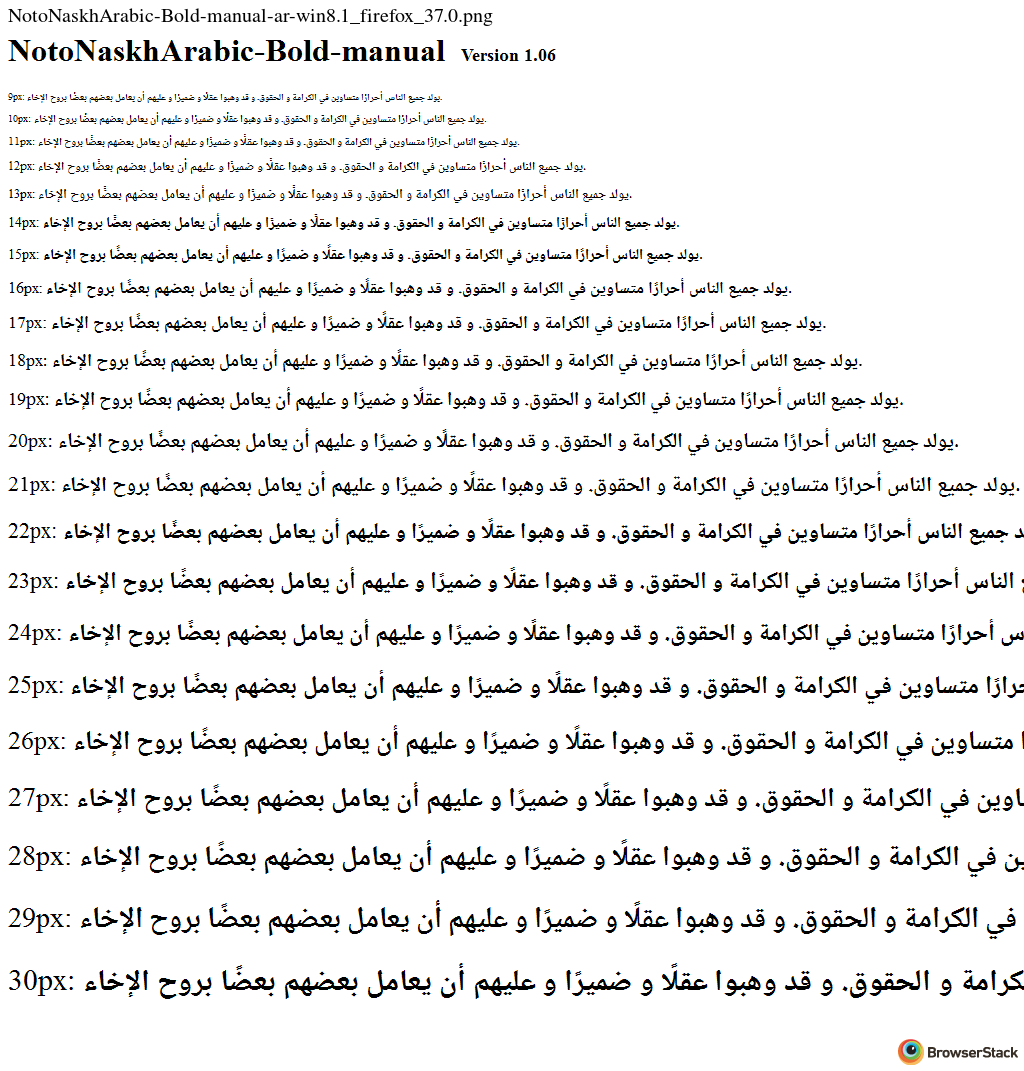 NotoNaskhArabic-Bold-manual-ar-win8.1_firefox_37.0.png
NotoNaskhArabic-Bold-manual Version 1.06
9px: يولد جميع الناس أحرارًا متساوين في الكرامة و الحقوق. و قد وهبوا عقلًا و ضميرًا و عليهم أن يعامل بعضهم بعضًا بروح الإخاء.
10px: يولد جميع الناس أحرارًا متساوين في الكرامة و الحقوق. و قد وهبوا عقلًا و ضميرًا و عليهم أن يعامل بعضهم بعضًا بروح الإخاء.
11px: يولد جميع الناس أحرارًا متساوين في الكرامة و الحقوق. و قد وهبوا عقلًا و ضميرًا و عليهم أن يعامل بعضهم بعضًا بروح الإخاء.
12px: يولد جميع الناس أحرارًا متساوين في الكرامة و الحقوق. و قد وهبوا عقلًا و ضميرًا و عليهم أن يعامل بعضهم بعضًا بروح الإخاء.
13px: يولد جميع الناس أحرارًا متساوين في الكرامة و الحقوق. و قد وهبوا عقلًا و ضميرًا و عليهم أن يعامل بعضهم بعضًا بروح الإخاء.
14px: يولد جميع الناس أحرارًا متساوين في الكرامة و الحقوق. و قد وهبوا عقلًا و ضميرًا و عليهم أن يعامل بعضهم بعضًا بروح الإخاء.
15px: يولد جميع الناس أحرارًا متساوين في الكرامة و الحقوق. و قد وهبوا عقلًا و ضميرًا و عليهم أن يعامل بعضهم بعضًا بروح الإخاء.
16px: يولد جميع الناس أحرارًا متساوين في الكرامة و الحقوق. و قد وهبوا عقلًا و ضميرًا و عليهم أن يعامل بعضهم بعضًا بروح الإخاء.
17px: يولد جميع الناس أحرارًا متساوين في الكرامة و الحقوق. و قد وهبوا عقلًا و ضميرًا و عليهم أن يعامل بعضهم بعضًا بروح الإخاء.
18px: يولد جميع الناس أحرارًا متساوين في الكرامة و الحقوق. و قد وهبوا عقلًا و ضميرًا و عليهم أن يعامل بعضهم بعضًا بروح الإخاء.
19px: يولد جميع الناس أحرارًا متساوين في الكرامة و الحقوق. و قد وهبوا عقلًا و ضميرًا و عليهم أن يعامل بعضهم بعضًا بروح الإخاء.
20px: يولد جميع الناس أحرارًا متساوين في الكرامة و الحقوق. و قد وهبوا عقلًا و ضميرًا و عليهم أن يعامل بعضهم بعضًا بروح الإخاء.
21px: يولد جميع الناس أحرارًا متساوين في الكرامة و الحقوق. و قد وهبوا عقلًا و ضميرًا و عليهم أن يعامل بعضهم بعضًا بروح الإخاء.
22px: جميع الناس أحرارًا متساوين في الكرامة و الحقوق. و قد وهبوا عقلًا و ضميرًا و عليهم أن يعامل بعضهم بعضًا بروح الإخاء
23px: الناس أحرارًا متساوين في الكرامة و الحقوق. و قد وهبوا عقلًا و ضميرًا و عليهم أن يعامل بعضهم بعضًا بروح الإخاء
24px: أحرارًا متساوين في الكرامة و الحقوق. و قد وهبوا عقلًا و ضميرًا و عليهم أن يعامل بعضهم بعضًا بروح الإخاء
25px: متساوين في الكرامة و الحقوق. و قد وهبوا عقلًا و ضميرًا و عليهم أن يعامل بعضهم بعضًا بروح الإخاء
26px: متساوين في الكرامة و الحقوق. و قد وهبوا عقلًا و ضميرًا و عليهم أن يعامل بعضهم بعضًا بروح الإخاء
27px: في الكرامة و الحقوق. و قد وهبوا عقلًا و ضميرًا و عليهم أن يعامل بعضهم بعضًا بروح الإخاء
28px: في الكرامة و الحقوق. و قد وهبوا عقلًا و ضميرًا و عليهم أن يعامل بعضهم بعضًا بروح الإخاء
29px: في الكرامة و الحقوق. و قد وهبوا عقلًا و ضميرًا و عليهم أن يعامل بعضهم بعضًا بروح الإخاء
30px: و الحقوق. و قد وهبوا عقلًا و ضميرًا و عليهم أن يعامل بعضهم بعضًا بروح الإخاء
BrowserStack